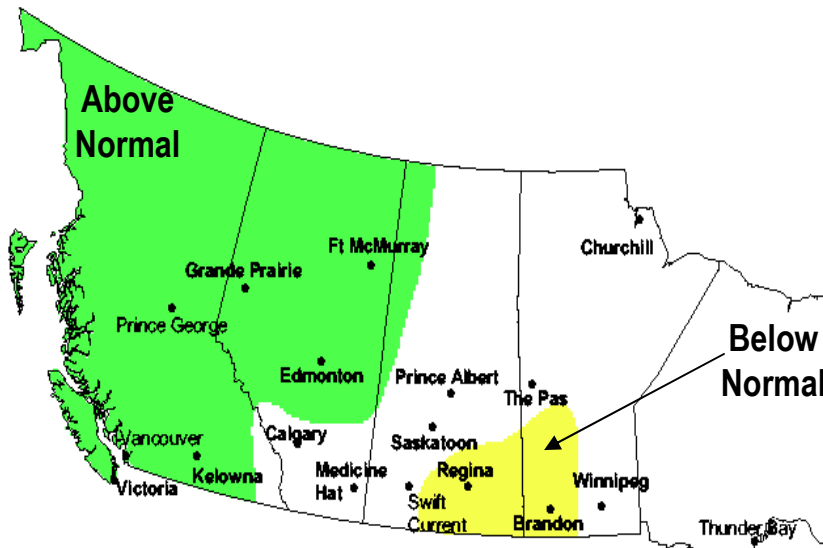 Above
Normal
Churchill
Ft McMurray
Grande Prairie
Prince George
Below
Normal
Edmonton
Prince Albert
The Pas
Calgary
Vancouver
Saskatoon
Kelowna
Medicine
Hat
Regina
Winnipeg
Victoria
Swift
Current
Brandon
Thunder Bay